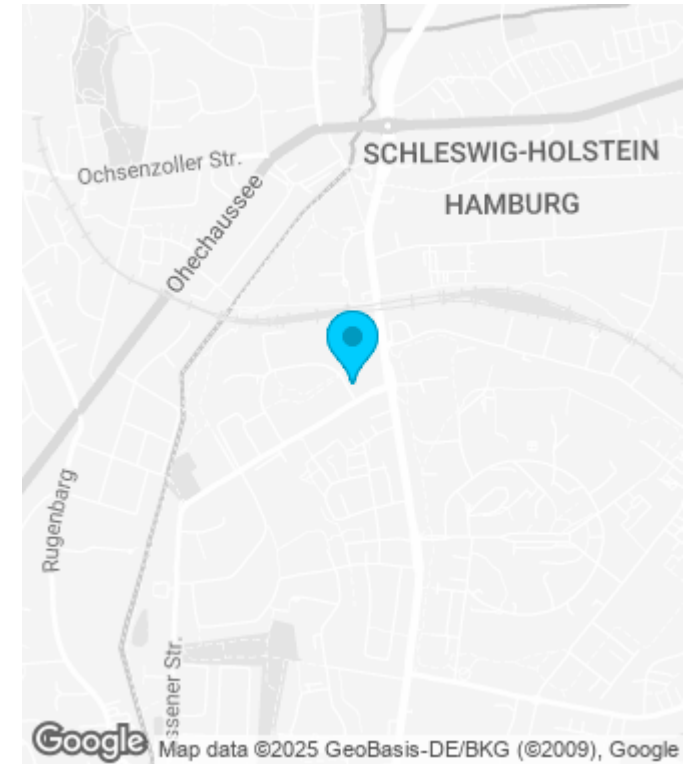 SCHLESWIG-HOLSTEIN
Ochsenzoller Str.
HAMBURG
Ohechaussee
Rugenbarg
ssener Str.
Google
Map data ©2025 GeoBasis-DE/BKG (©2009), Google